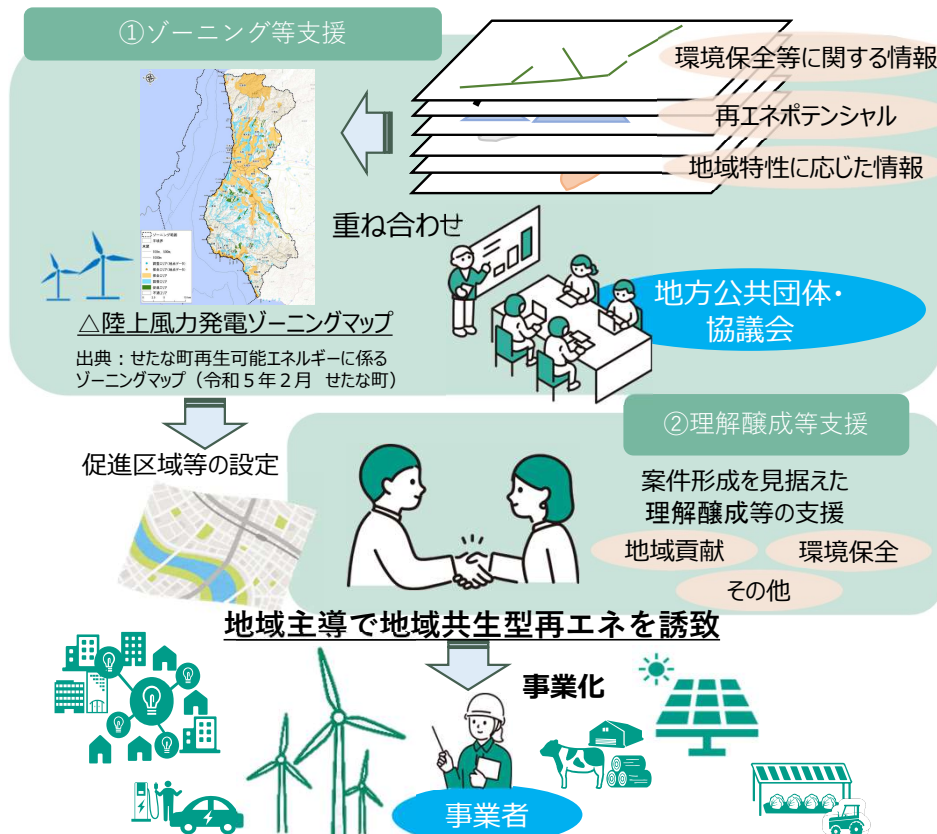 ①ゾーニング等支援
環境保全等に関する情報
再エネポテンシャル
地域特性に応じた情報
重ね合わせ
地方公共団体・
協議会
△陸上風力発電ゾーニングマップ
出典：せたな町再生可能エネルギーに係る
ゾーニングマップ（令和５年２月 せたな町）
②理解醸成等支援
促進区域等の設定
案件形成を見据えた
理解醸成等の支援
地域貢献
環境保全
その他
地域主導で地域共生型再エネを誘致
事業化
事業者